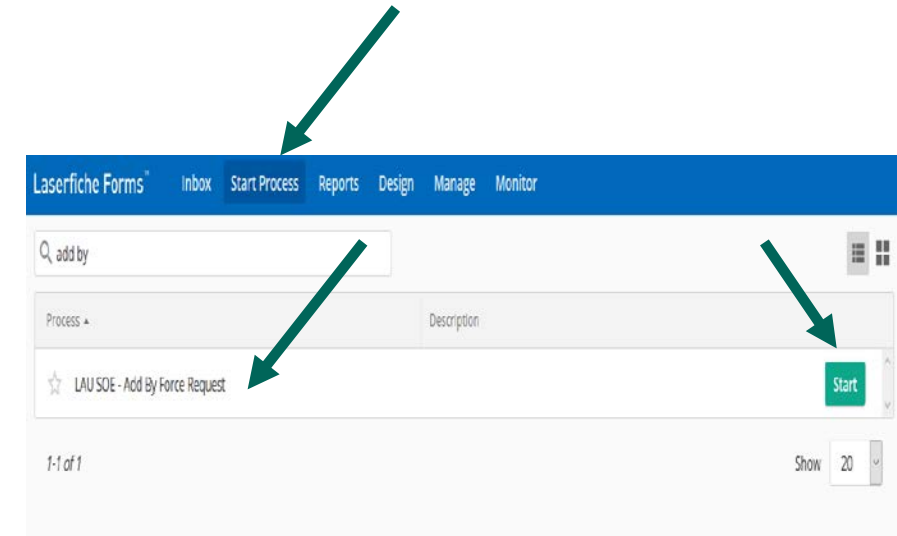 Laserfiche Forms™ Inbox Start Process Reports Design Manage Monitor
add by
Process Description
LAU SOE - Add By Force Request Start
1-1 of 1 Show 20